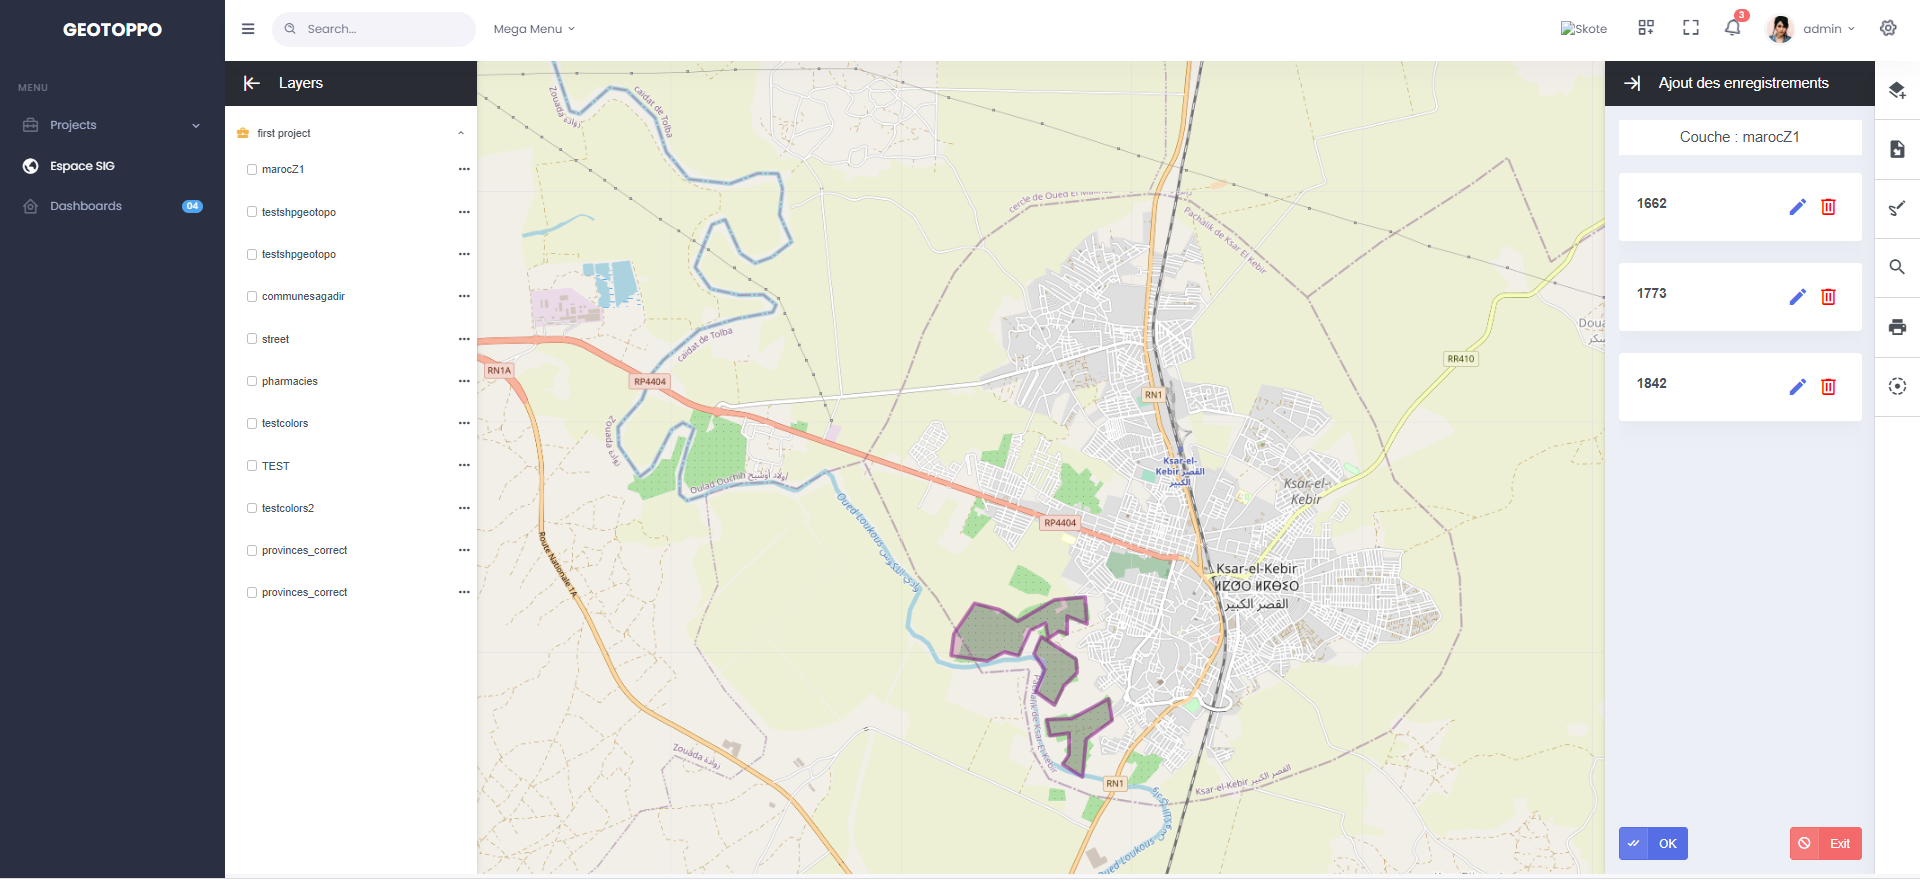 GEOTOPPO
Search...
Mega Menu
Skote
3
admin
MENU
Projects
Espace SIG
Dashboards
04
Layers
first project
marocZ1
testshpgeotopo
testshpgeotopo
communesagadir
street
pharmacies
testcolors
TEST
testcolors2
provinces_correct
provinces_correct
Zouada زوادة
caïdat de Tolba
cercle de Oued El
Pachalik de Ksar El Kebir
caïdat de Tolba
RN1A
RP4404
RN1
RR410
Doua
Zouada زوادة
Oulad Ouchih أولاد أوشيح
Ksar-el-
Kebir
القصر
الكبير
Ksar-el-
Kebir
Oued Loukous وادي اللكوس
RP4404
Route Nationale 1A
Ksar-el-Kebir
ⵍⵇⵚⵔ ⵍⴽⴱⵉⵔ
القصر الكبير
Pachalik de Ksar El Kebir
Zouada زوادة
RN1
Ksar-el-Kebir القصر الكبير
Oued Loukous
Ajout des enregistrements
Couche : marocZ1
1662
1773
1842
OK
Exit